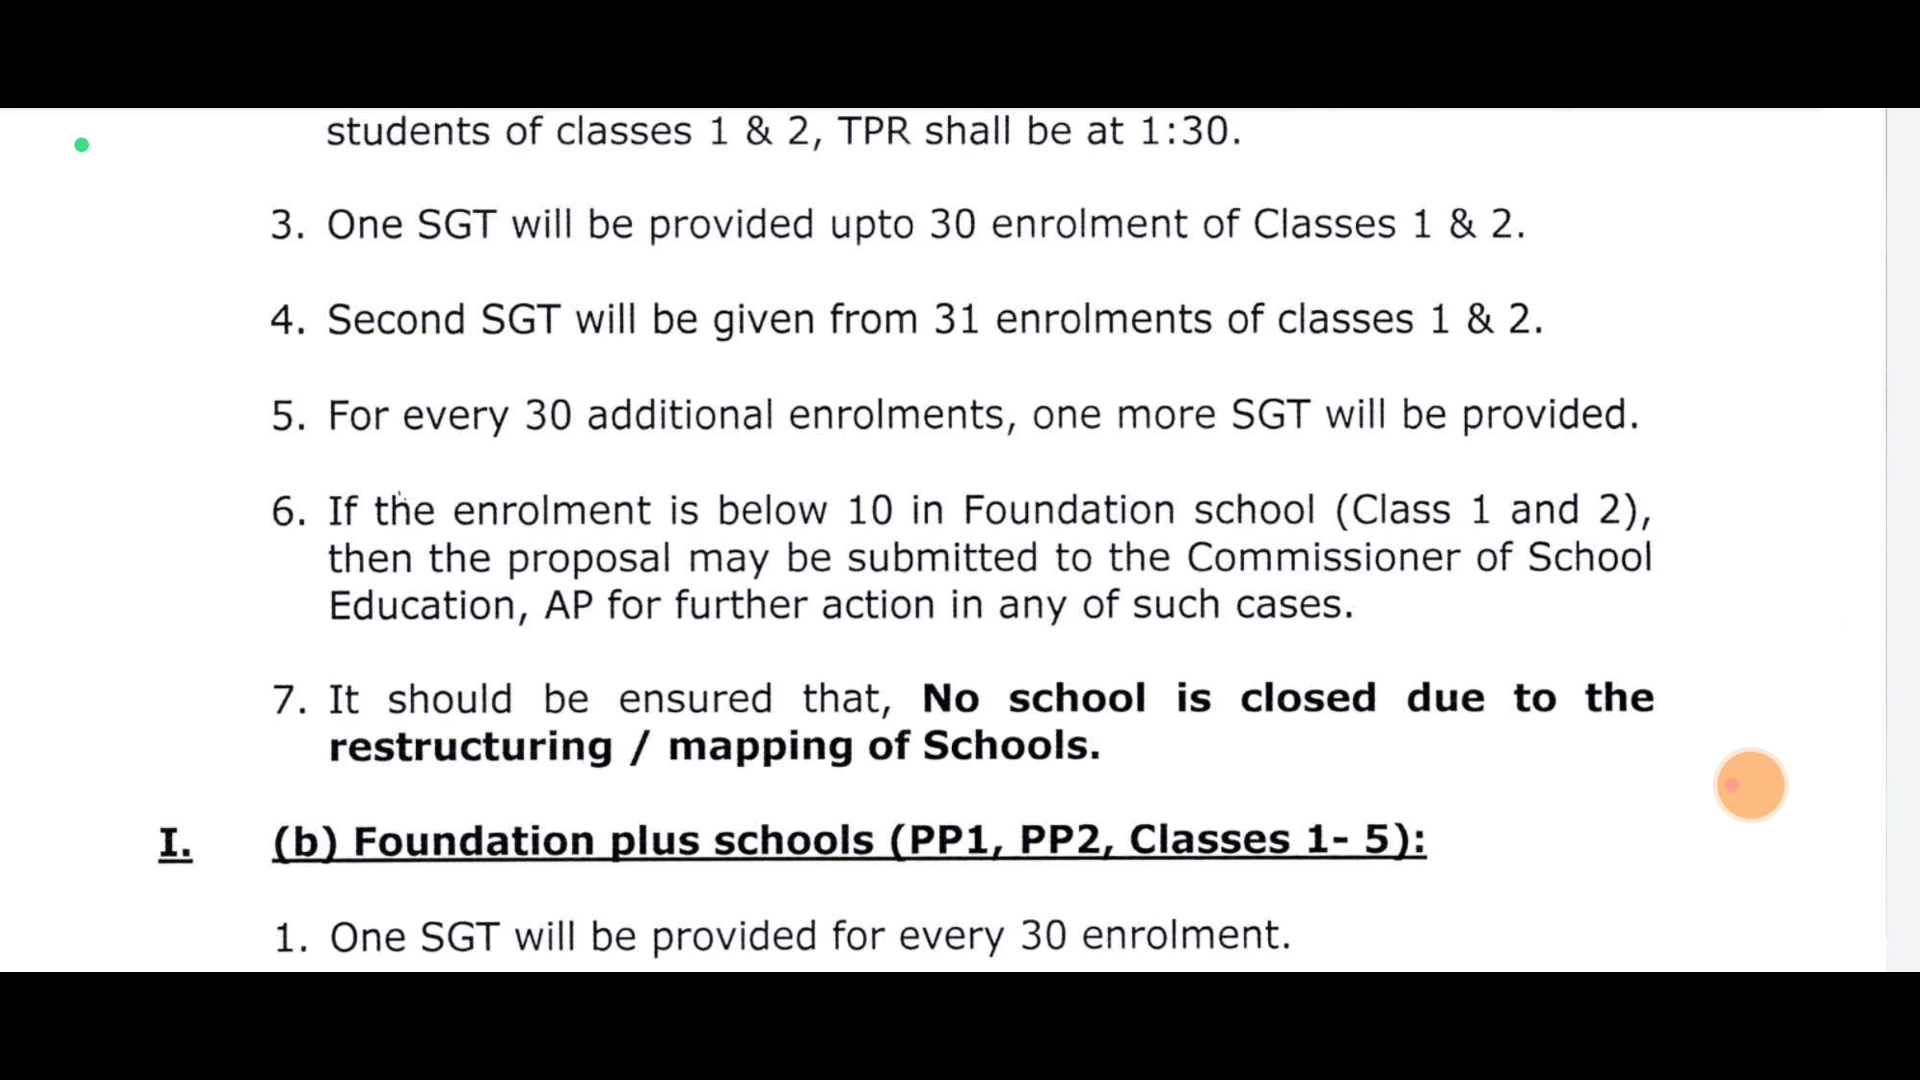 students of classes 1 & 2, TPR shall be at 1:30.
3. One SGT will be provided upto 30 enrolment of Classes 1 & 2.
4. Second SGT will be given from 31 enrolments of classes 1 & 2.
5. For every 30 additional enrolments, one more SGT will be provided.
6. If the enrolment is below 10 in Foundation school (Class 1 and 2),
then the proposal may be submitted to the Commissioner of School
Education, AP for further action in any of such cases.
7. It should be ensured that, No school is closed due to the
restructuring / mapping of Schools.
I. (b) Foundation plus schools (PP1, PP2, Classes 1- 5):
1. One SGT will be provided for every 30 enrolment.